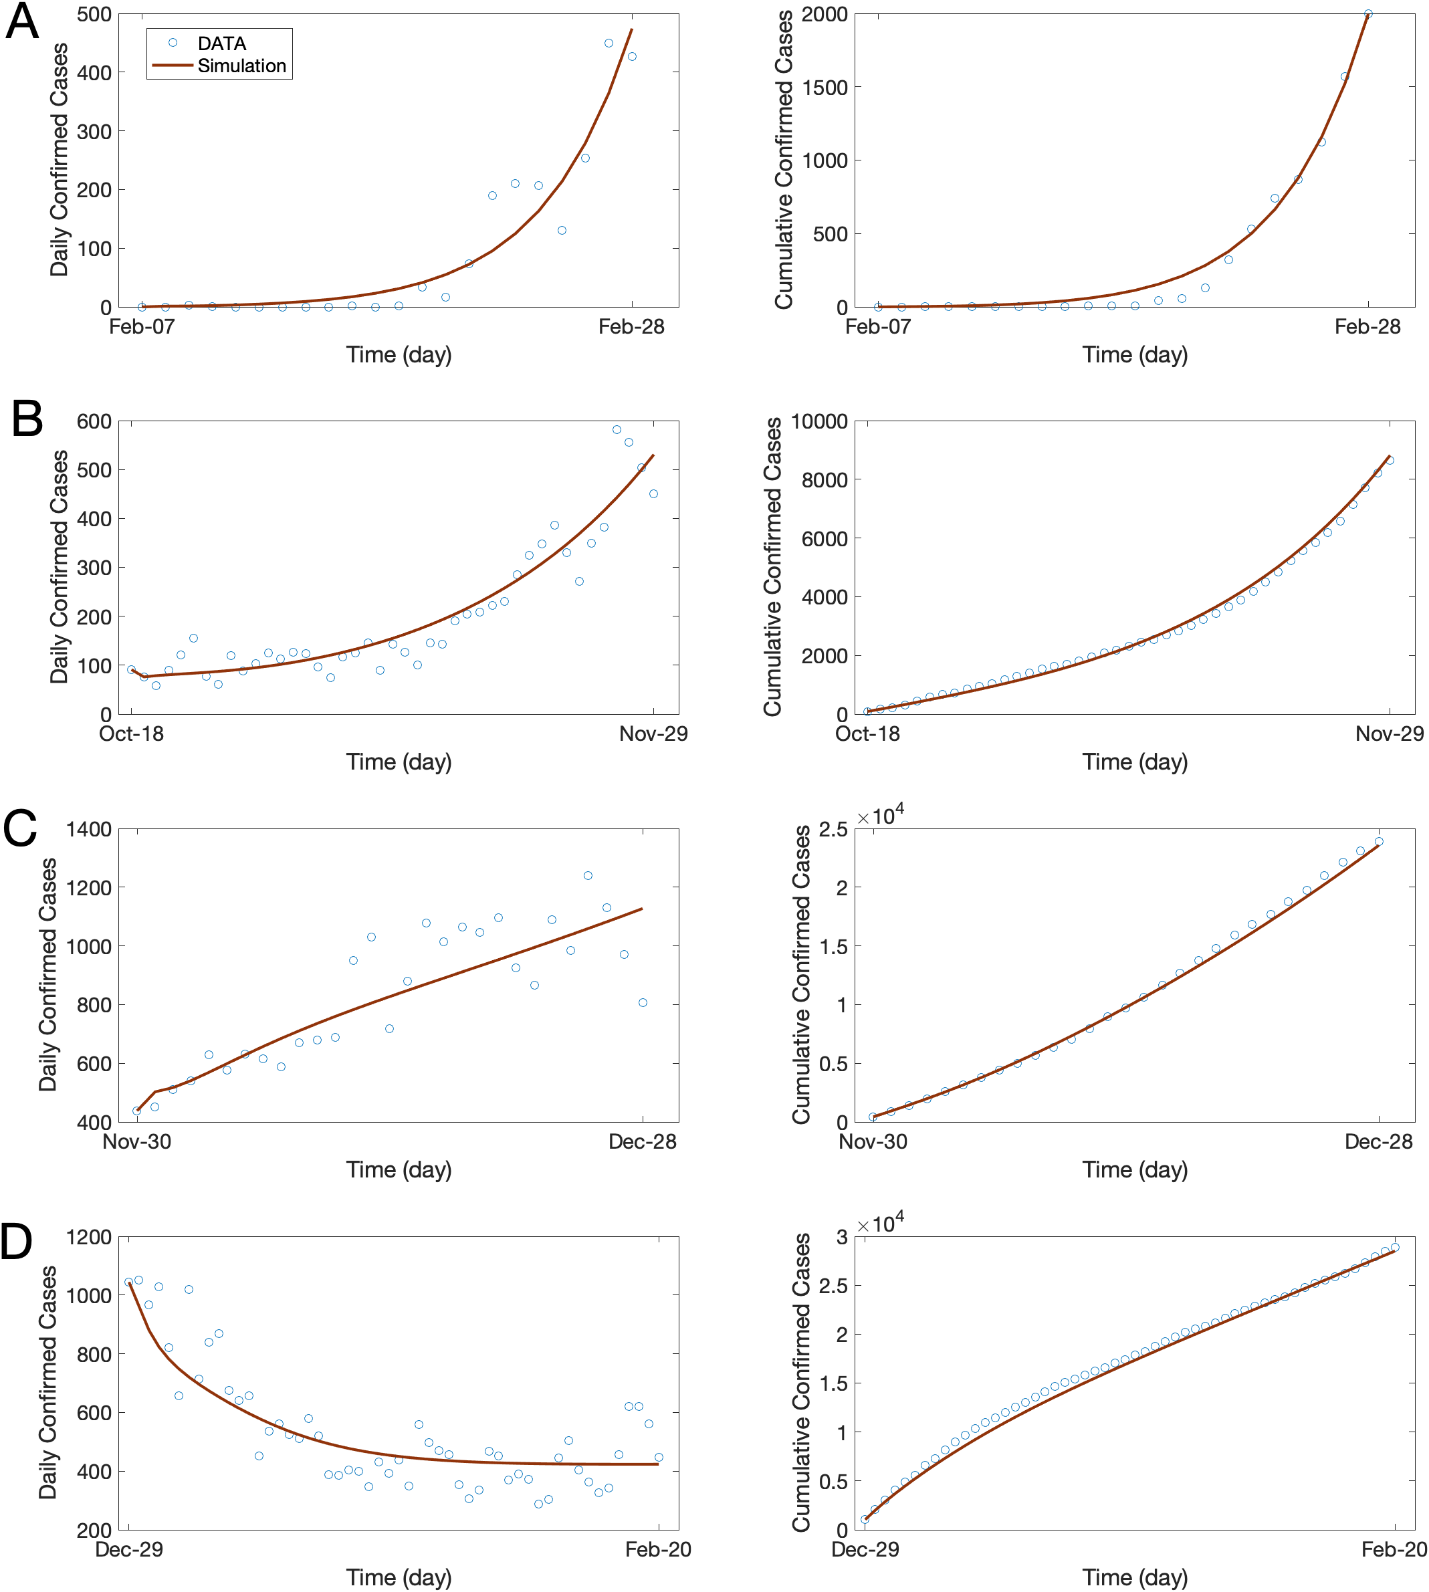 A
Daily Confirmed Cases
500
400
300
200
100
0
DATA
Simulation
Feb-07
Feb-28
Time (day)
Cumulative Confirmed Cases
2000
1500
1000
500
0
Feb-07
Feb-28
Time (day)
B
Daily Confirmed Cases
600
500
400
300
200
100
0
Oct-18
Nov-29
Time (day)
Cumulative Confirmed Cases
10000
8000
6000
4000
2000
0
Oct-18
Nov-29
Time (day)
C
Daily Confirmed Cases
1400
1200
1000
800
600
400
Nov-30
Dec-28
Time (day)
Cumulative Confirmed Cases
×10⁴
2.5
2
1.5
1
0.5
0
Nov-30
Dec-28
Time (day)
D
Daily Confirmed Cases
1200
1000
800
600
400
200
Dec-29
Feb-20
Time (day)
Cumulative Confirmed Cases
×10⁴
3
2.5
2
1.5
1
0.5
0
Dec-29
Feb-20
Time (day)